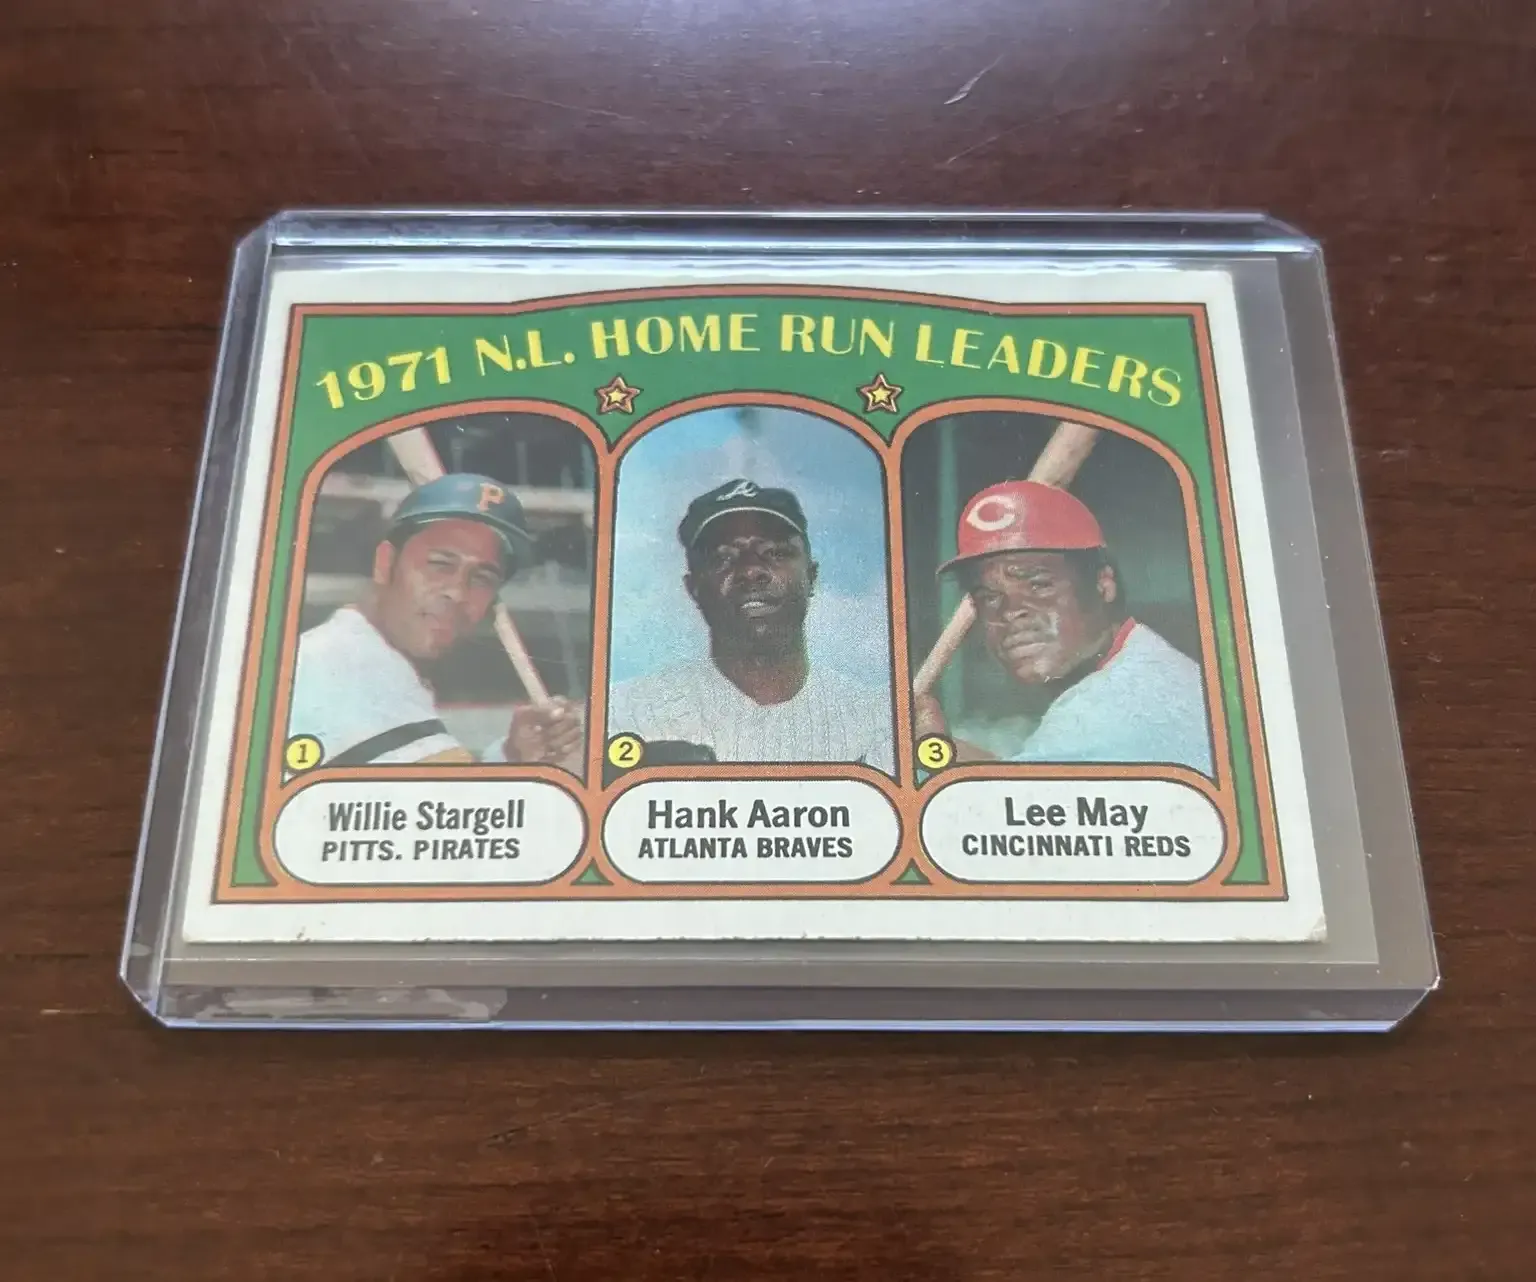 1971 N.L. HOME RUN LEADERS
P
A
C
1
2
3
Willie Stargell
PITTS. PIRATES
Hank Aaron
ATLANTA BRAVES
Lee May
CINCINNATI REDS